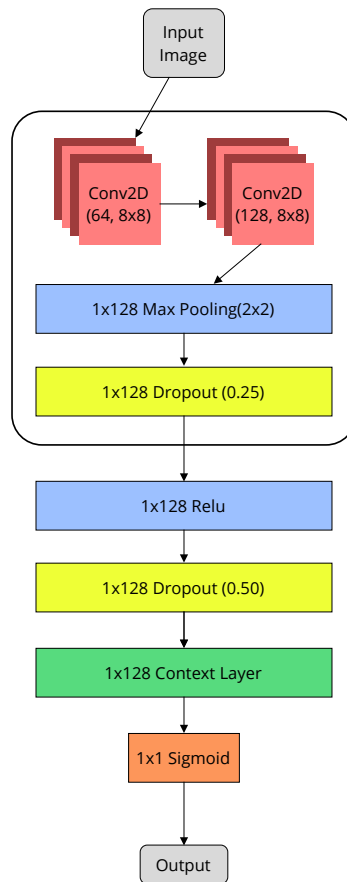 Input
Image
Conv2D
(64, 8x8)
Conv2D
(128, 8x8)
1x128 Max Pooling(2x2)
1x128 Dropout (0.25)
1x128 Relu
1x128 Dropout (0.50)
1x128 Context Layer
1x1 Sigmoid
Output